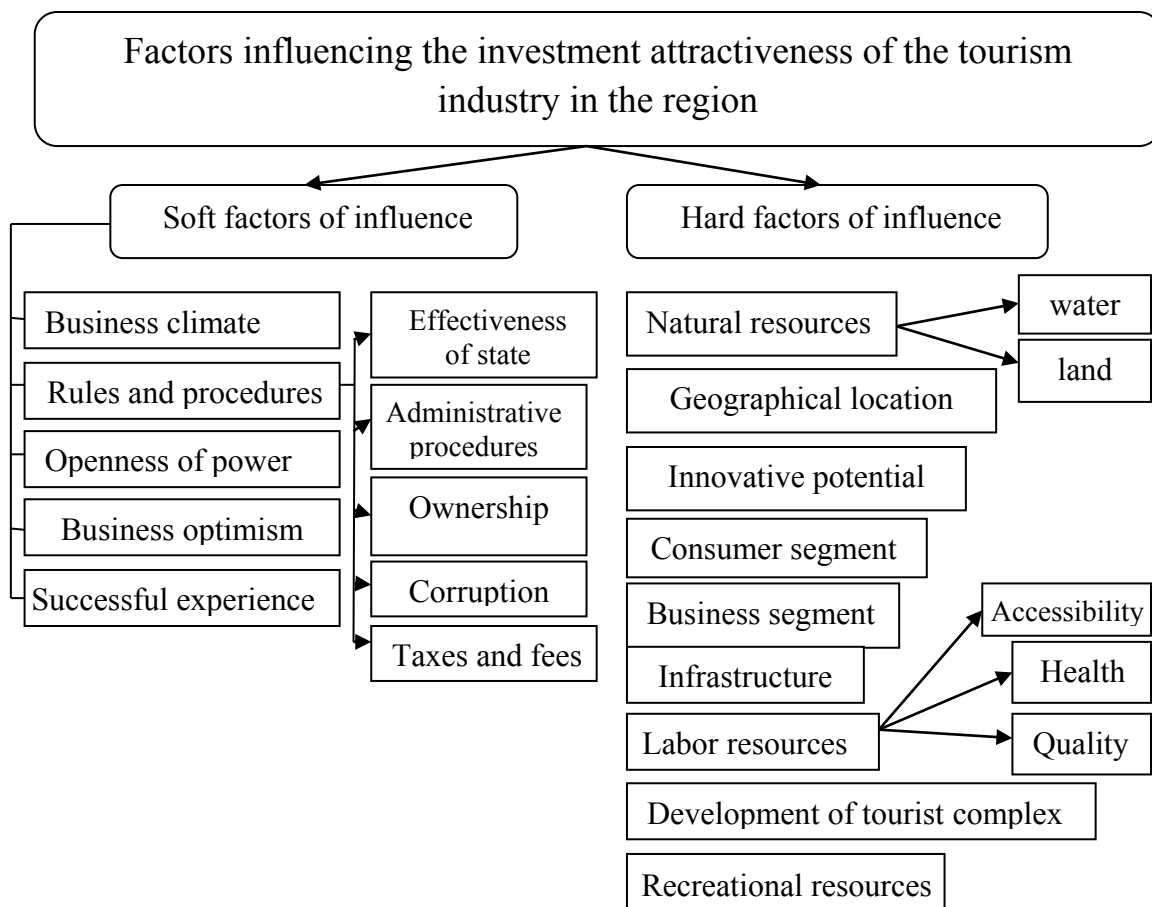 Factors influencing the investment attractiveness of the tourism
industry in the region
Soft factors of influence
Business climate
Rules and procedures
Openness of power
Business optimism
Successful experience
Effectiveness
of state
Administrative
procedures
Ownership
Corruption
Taxes and fees
Hard factors of influence
Natural resources
water
land
Geographical location
Innovative potential
Consumer segment
Business segment
Infrastructure
Labor resources
Accessibility
Health
Quality
Development of tourist complex
Recreational resources